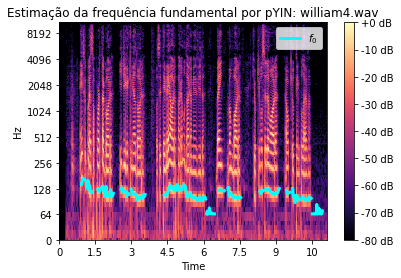 Estimação da frequência fundamental por pYIN: william4.wav
f0
Hz
8192
4096
2048
1024
512
256
128
64
0
0
1.5
3
4.5
6
7.5
9
10
Time
+0 dB
-10 dB
-20 dB
-30 dB
-40 dB
-50 dB
-60 dB
-70 dB
-80 dB